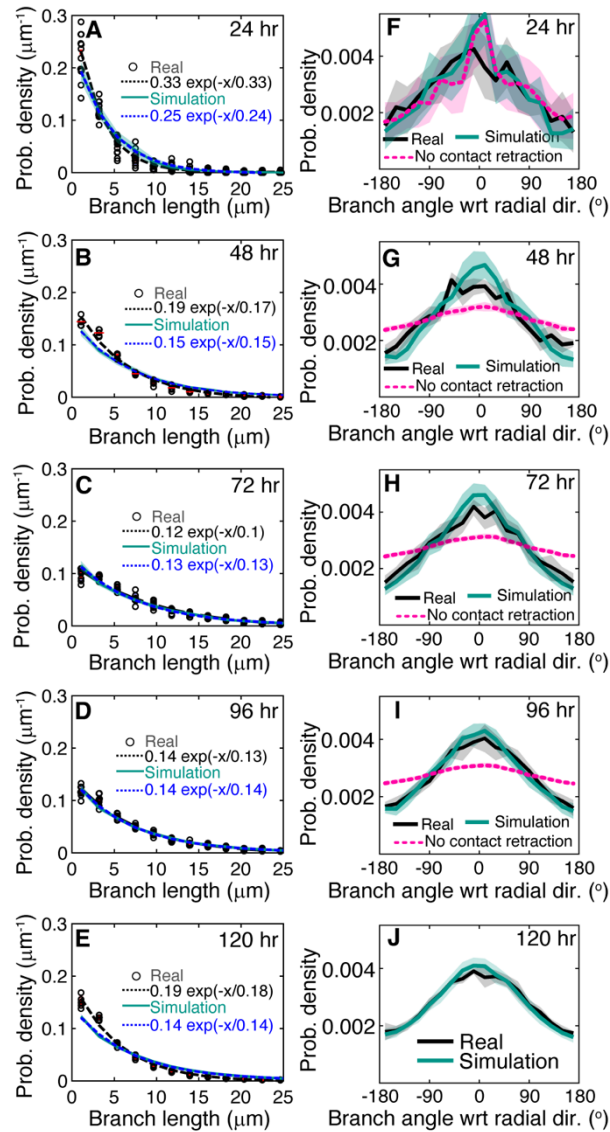 A
24 hr
0.3
0.2
0.1
0
Prob. density (μm⁻¹)
Real
0.33 exp(-x/0.33)
Simulation
0.25 exp(-x/0.24)
0 5 10 15 20 25
Branch length (μm)
F
24 hr
0.004
0.002
Prob. density
Real
Simulation
No contact retraction
-180 -90 0 90 180
Branch angle wrt radial dir. (°)
B
48 hr
0.3
0.2
0.1
0
Prob. density (μm⁻¹)
Real
0.19 exp(-x/0.17)
Simulation
0.15 exp(-x/0.15)
0 5 10 15 20 25
Branch length (μm)
G
48 hr
0.004
0.002
Prob. density
Real
Simulation
No contact retraction
-180 -90 0 90 180
Branch angle wrt radial dir. (°)
C
72 hr
0.3
0.2
0.1
0
Prob. density (μm⁻¹)
Real
0.12 exp(-x/0.1)
Simulation
0.13 exp(-x/0.13)
0 5 10 15 20 25
Branch length (μm)
H
72 hr
0.004
0.002
Prob. density
Real
Simulation
No contact retraction
-180 -90 0 90 180
Branch angle wrt radial dir. (°)
D
96 hr
0.3
0.2
0.1
0
Prob. density (μm⁻¹)
Real
0.14 exp(-x/0.13)
Simulation
0.14 exp(-x/0.14)
0 5 10 15 20 25
Branch length (μm)
I
96 hr
0.004
0.002
Prob. density
Real
Simulation
No contact retraction
-180 -90 0 90 180
Branch angle wrt radial dir. (°)
E
120 hr
0.3
0.2
0.1
0
Prob. density (μm⁻¹)
Real
0.19 exp(-x/0.18)
Simulation
0.14 exp(-x/0.14)
0 5 10 15 20 25
Branch length (μm)
J
120 hr
0.004
0.002
Prob. density
Real
Simulation
-180 -90 0 90 180
Branch angle wrt radial dir. (°)